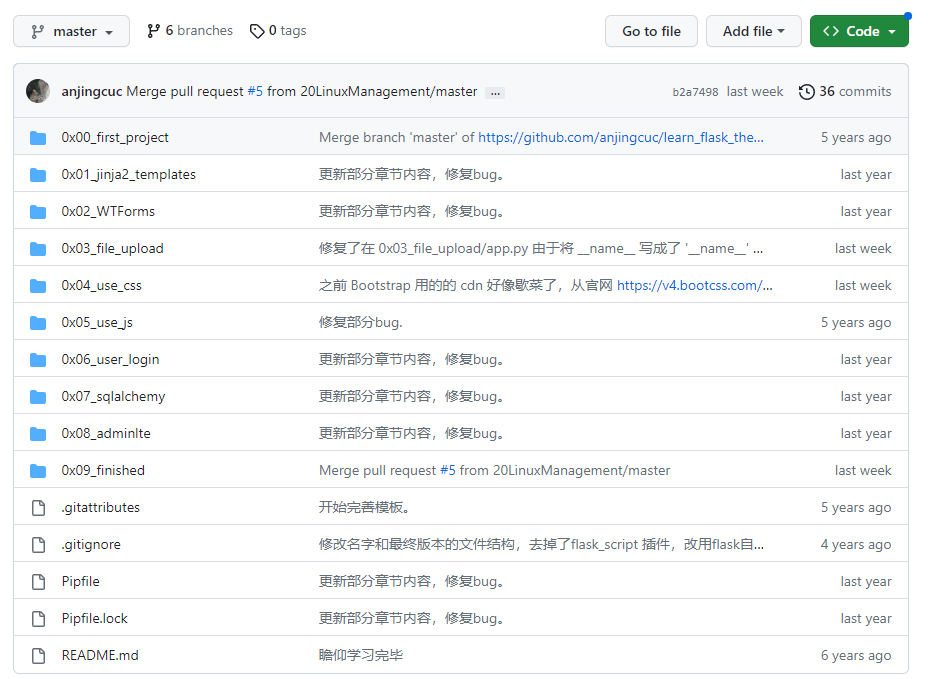 master 6 branches 0 tags Go to file Add file Code
anjingcuc Merge pull request #5 from 20LinuxManagement/master ... b2a7498 last week 36 commits
0x00_first_project Merge branch 'master' of https://github.com/anjingcuc/learn_flask_the... 5 years ago
0x01_jinja2_templates 更新部分章节内容，修复bug。 last year
0x02_WTForms 更新部分章节内容，修复bug。 last year
0x03_file_upload 修复了在 0x03_file_upload/app.py 由于将 __name__ 写成了 '__name__' ... last week
0x04_use_css 之前 Bootstrap 用的的 cdn 好像歇菜了，从官网 https://v4.bootcss.com/... last week
0x05_use_js 修复部分bug. 5 years ago
0x06_user_login 更新部分章节内容，修复bug。 last year
0x07_sqlalchemy 更新部分章节内容，修复bug。 last year
0x08_adminlte 更新部分章节内容，修复bug。 last year
0x09_finished Merge pull request #5 from 20LinuxManagement/master last week
.gitattributes 开始完善模板。 5 years ago
.gitignore 修改名字和最终版本的文件结构，去掉了flask_script 插件，改用flask自... 4 years ago
Pipfile 更新部分章节内容，修复bug。 last year
Pipfile.lock 更新部分章节内容，修复bug。 last year
README.md 瞻仰学习完毕 6 years ago